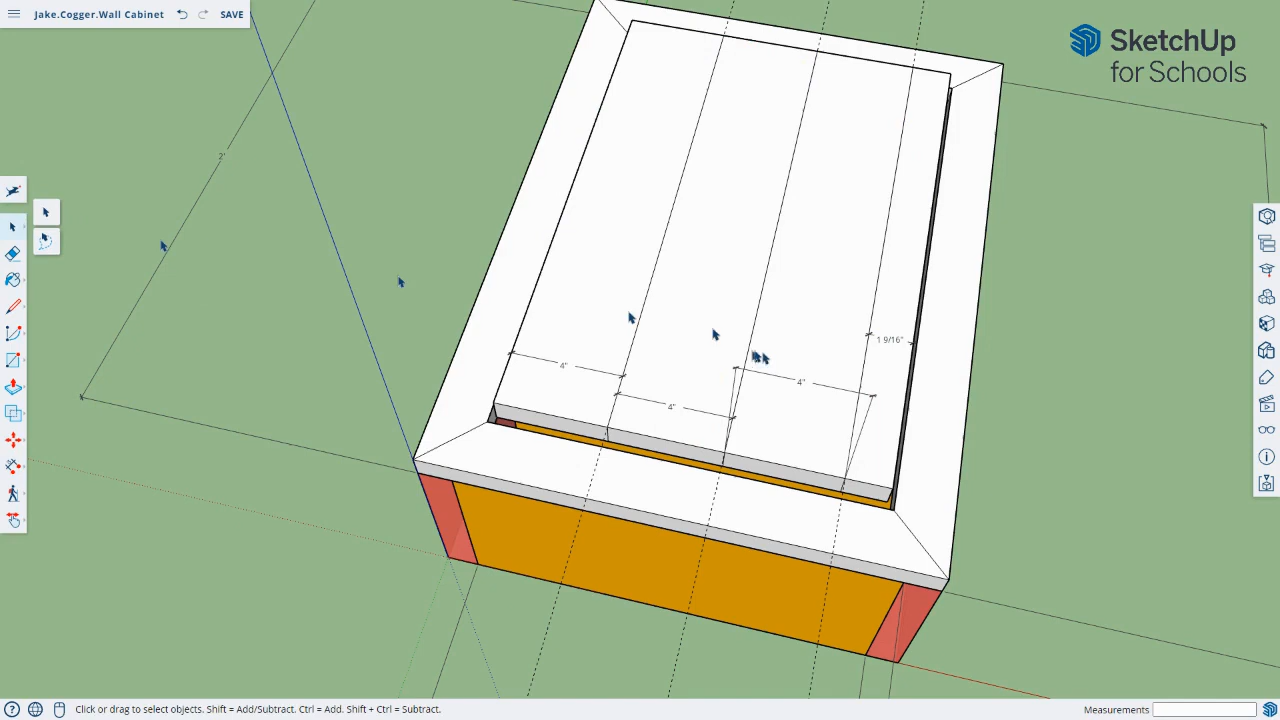 Jake.Cogger.Wall Cabinet
SAVE
SketchUp
for Schools
2"
1 9/16"
4"
4"
4"
Click or drag to select objects. Shift = Add/Subtract. Ctrl = Add. Shift + Ctrl = Subtract.
Measurements